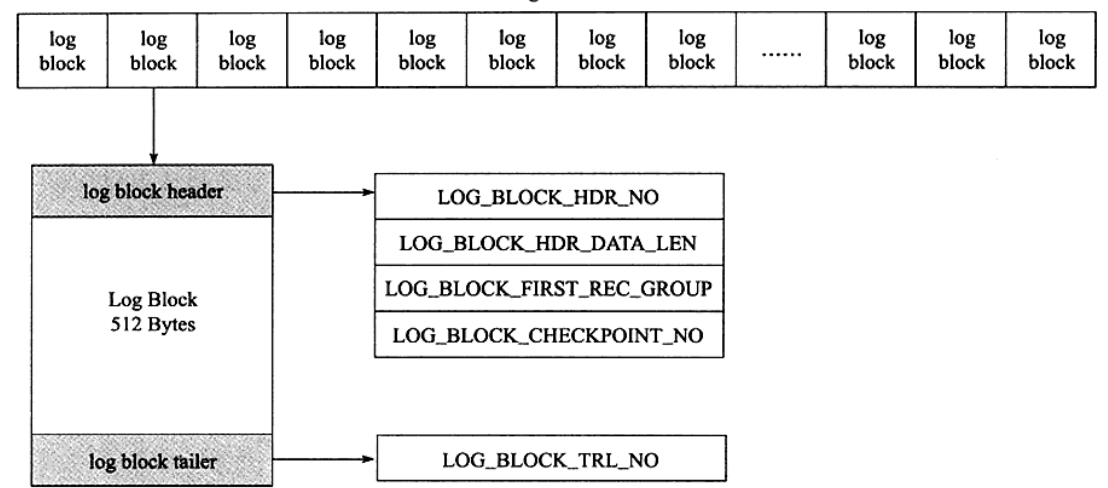 log log log log log log log log log log log
block block block block block block block block ...... block block block
log block header
LOG_BLOCK_HDR_NO
LOG_BLOCK_HDR_DATA_LEN
LOG_BLOCK_FIRST_REC_GROUP
LOG_BLOCK_CHECKPOINT_NO
Log Block
512 Bytes
log block tailer
LOG_BLOCK_TRL_NO